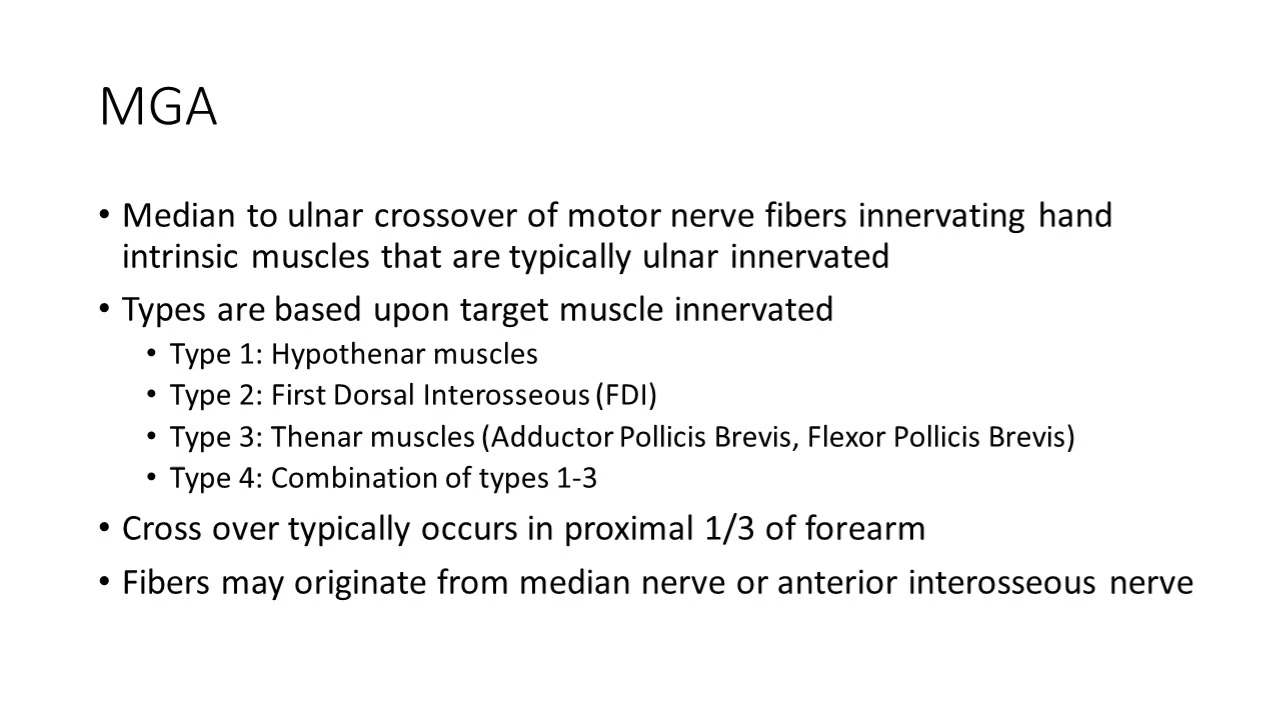 MGA
• Median to ulnar crossover of motor nerve fibers innervating hand
intrinsic muscles that are typically ulnar innervated
• Types are based upon target muscle innervated
• Type 1: Hypothenar muscles
• Type 2: First Dorsal Interosseous (FDI)
• Type 3: Thenar muscles (Adductor Pollicis Brevis, Flexor Pollicis Brevis)
• Type 4: Combination of types 1-3
• Cross over typically occurs in proximal 1/3 of forearm
• Fibers may originate from median nerve or anterior interosseous nerve